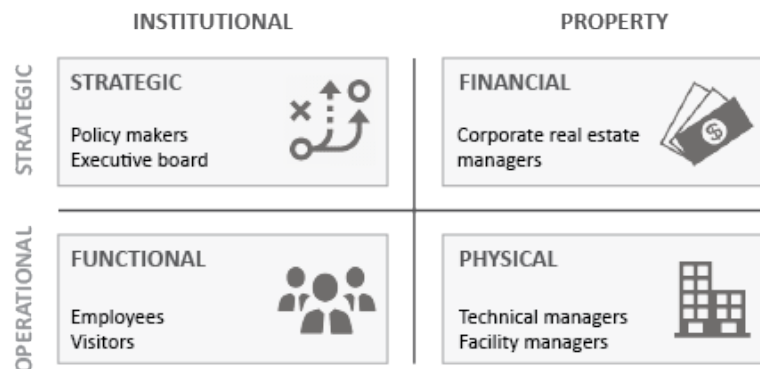 INSTITUTIONAL
PROPERTY
STRATEGIC
STRATEGIC
Policy makers
Executive board
FINANCIAL
Corporate real estate
managers
OPERATIONAL
FUNCTIONAL
Employees
Visitors
PHYSICAL
Technical managers
Facility managers